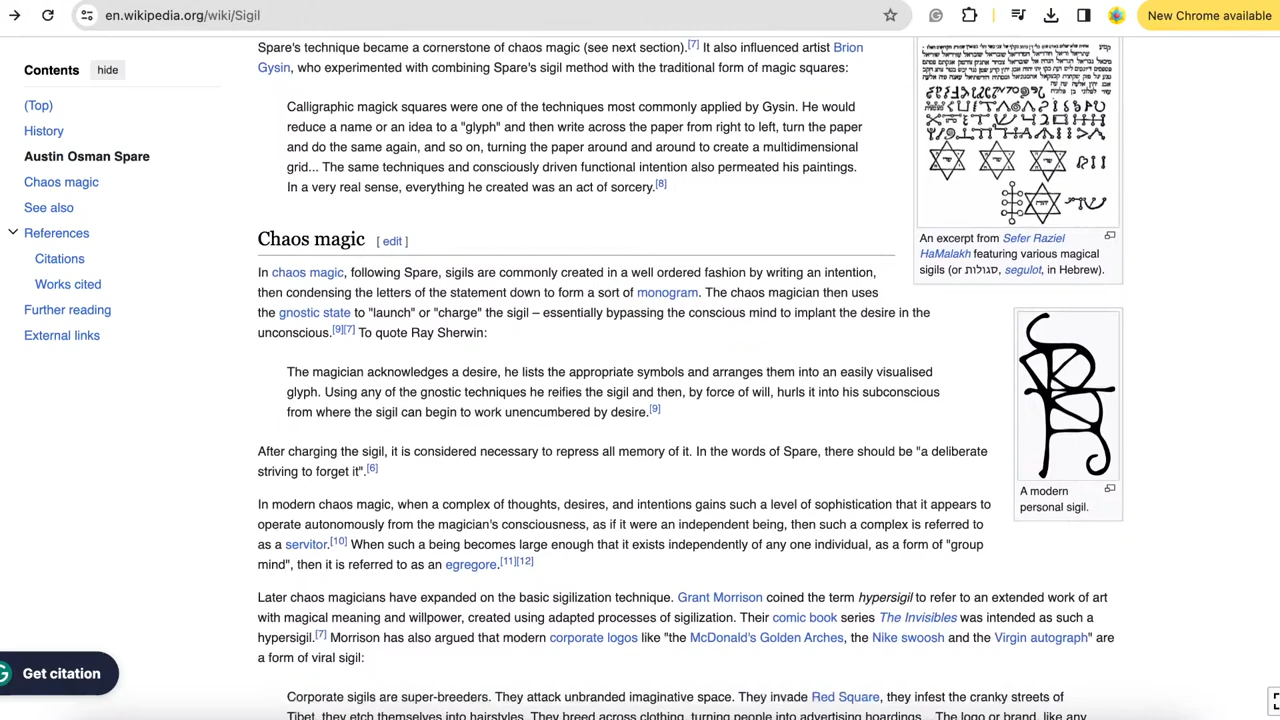 en.wikipedia.org/wiki/Sigil
New Chrome available
Contents
hide
(Top)
History
Austin Osman Spare
Chaos magic
See also
References
Citations
Works cited
Further reading
External links
Spare's technique became a cornerstone of chaos magic (see next section).[7] It also influenced artist Brion
Gysin, who experimented with combining Spare's sigil method with the traditional form of magic squares:
Calligraphic magick squares were one of the techniques most commonly applied by Gysin. He would
reduce a name or an idea to a "glyph" and then write across the paper from right to left, turn the paper
and do the same again, and so on, turning the paper around and around to create a multidimensional
grid... The same techniques and consciously driven functional intention also permeated his paintings.
In a very real sense, everything he created was an act of sorcery.[8]
Chaos magic [ edit ]
In chaos magic, following Spare, sigils are commonly created in a well ordered fashion by writing an intention,
then condensing the letters of the statement down to form a sort of monogram. The chaos magician then uses
the gnostic state to "launch" or "charge" the sigil – essentially bypassing the conscious mind to implant the desire in the
unconscious.[9][7] To quote Ray Sherwin:
The magician acknowledges a desire, he lists the appropriate symbols and arranges them into an easily visualised
glyph. Using any of the gnostic techniques he reifies the sigil and then, by force of will, hurls it into his subconscious
from where the sigil can begin to work unencumbered by desire.[9]
After charging the sigil, it is considered necessary to repress all memory of it. In the words of Spare, there should be "a deliberate
striving to forget it".[6]
In modern chaos magic, when a complex of thoughts, desires, and intentions gains such a level of sophistication that it appears to
operate autonomously from the magician's consciousness, as if it were an independent being, then such a complex is referred to
as a servitor.[10] When such a being becomes large enough that it exists independently of any one individual, as a form of "group
mind", then it is referred to as an egregore.[11][12]
Later chaos magicians have expanded on the basic sigilization technique. Grant Morrison coined the term hypersigil to refer to an extended work of art
with magical meaning and willpower, created using adapted processes of sigilization. Their comic book series The Invisibles was intended as such a
hypersigil.[7] Morrison has also argued that modern corporate logos like "the McDonald's Golden Arches, the Nike swoosh and the Virgin autograph" are
a form of viral sigil:
Corporate sigils are super-breeders. They attack unbranded imaginative space. They invade Red Square, they infest the cranky streets of
Tibet, they etch themselves into hairstyles. They breed across clothing, turning people into advertising hoardings... The logo or brand, like any
An excerpt from Sefer Raziel
HaMalakh featuring various magical
sigils (or סגולות, segulot, in Hebrew).
A modern
personal sigil.
Get citation